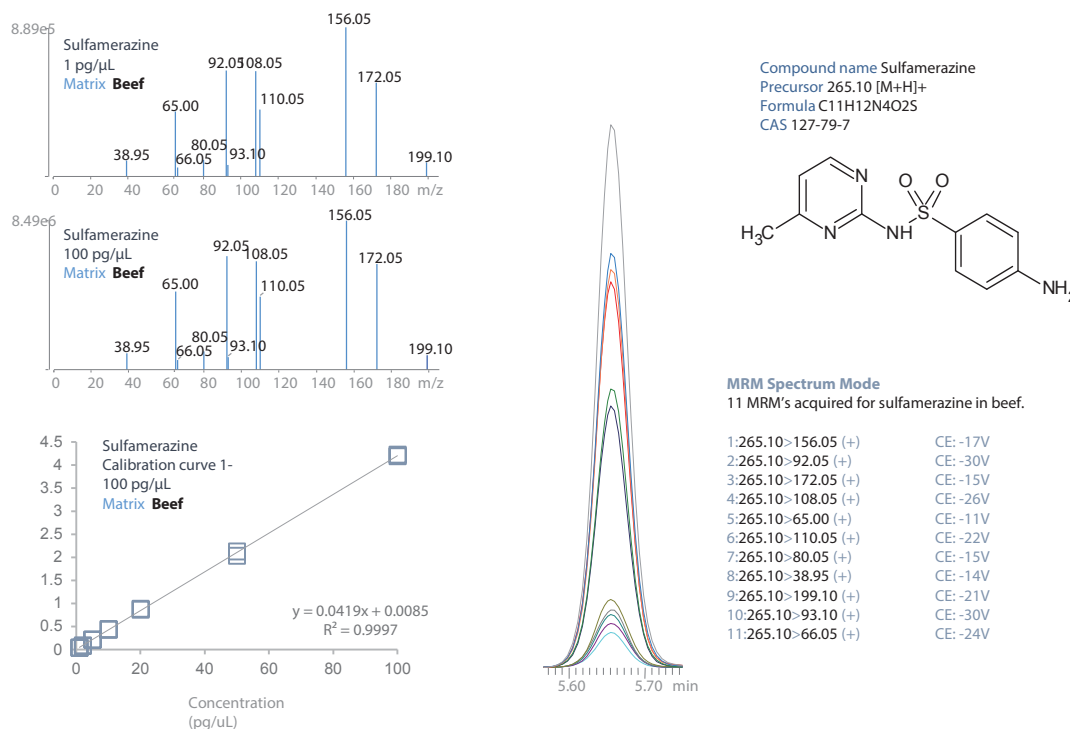 8.89e5
Sulfamerazine
1 pg/µL
Matrix Beef
38.95
65.00
66.05
80.05
92.05
93.10
108.05
110.05
156.05
172.05
199.10
0 20 40 60 80 100 120 140 160 180 m/z
8.49e6
Sulfamerazine
100 pg/µL
Matrix Beef
38.95
65.00
66.05
80.05
92.05
93.10
108.05
110.05
156.05
172.05
199.10
0 20 40 60 80 100 120 140 160 180 m/z
Sulfamerazine
Calibration curve 1-
100 pg/µL
Matrix Beef
4.5
4
3.5
3
2.5
2
1.5
1
0.5
0
y = 0.0419x + 0.0085
R² = 0.9997
0 20 40 60 80 100
Concentration
(pg/uL)
5.60 5.70 min
Compound name Sulfamerazine
Precursor 265.10 [M+H]+
Formula C11H12N4O2S
CAS 127-79-7
N
O O
S
H₃C
N
NH
NH₂
MRM Spectrum Mode
11 MRM's acquired for sulfamerazine in beef.
1:265.10>156.05 (+) CE: -17V
2:265.10>92.05 (+) CE: -30V
3:265.10>172.05 (+) CE: -15V
4:265.10>108.05 (+) CE: -26V
5:265.10>65.00 (+) CE: -11V
6:265.10>110.05 (+) CE: -22V
7:265.10>80.05 (+) CE: -15V
8:265.10>38.95 (+) CE: -14V
9:265.10>199.10 (+) CE: -21V
10:265.10>93.10 (+) CE: -30V
11:265.10>66.05 (+) CE: -24V